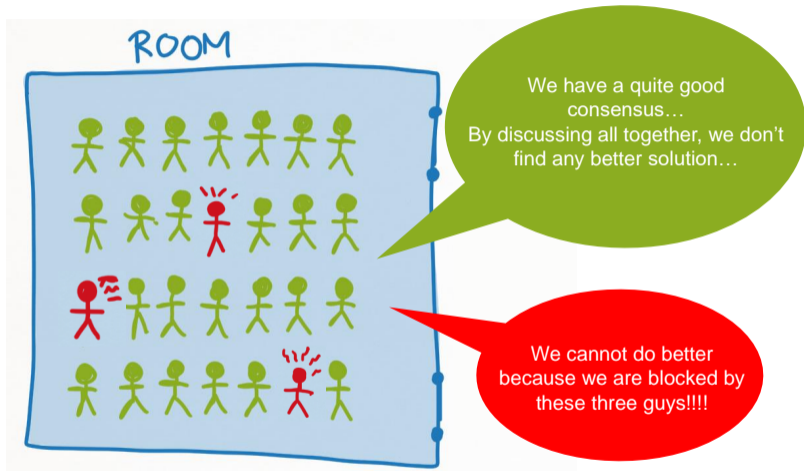 ROOM
We have a quite good
consensus…
By discussing all together, we don’t
find any better solution…
We cannot do better
because we are blocked by
these three guys!!!!